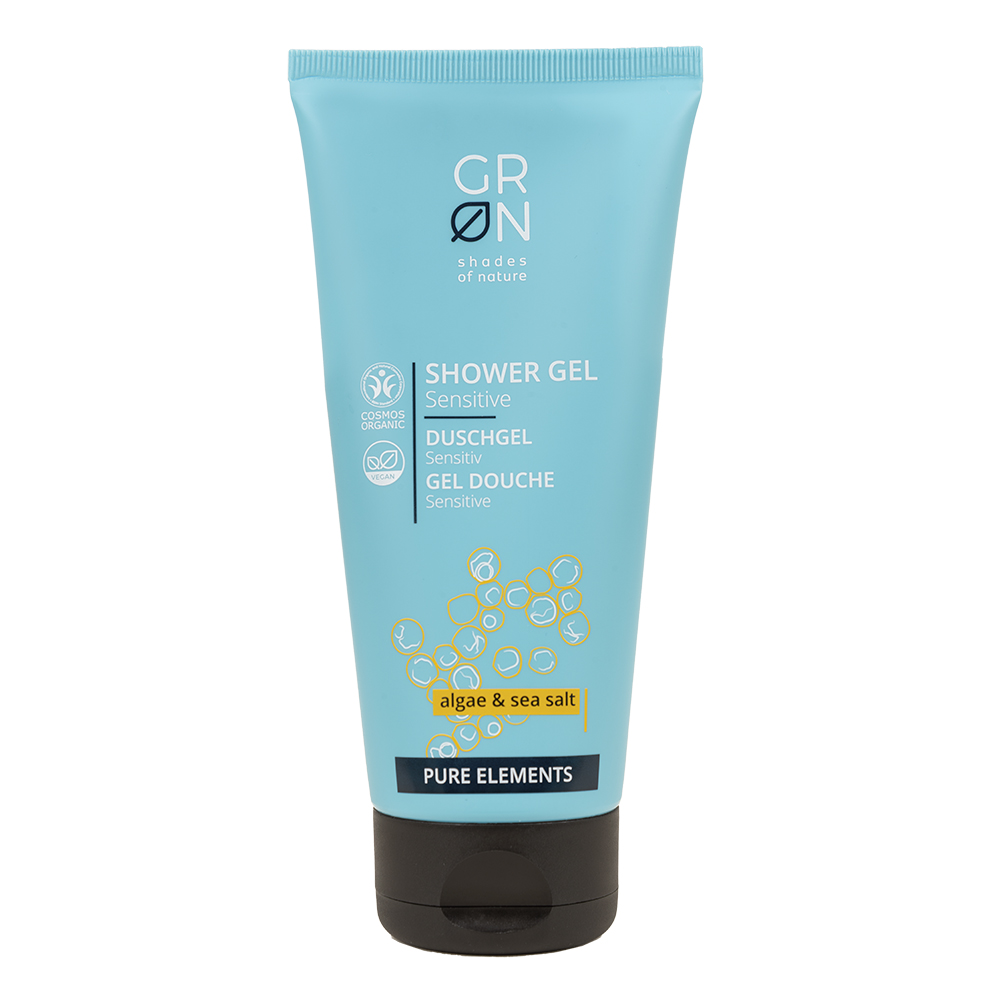 GR
ØN
shades
of nature
COSMOS
ORGANIC
VEGAN
SHOWER GEL
Sensitive
DUSCHGEL
Sensitiv
GEL DOUCHE
Sensitive
algae & sea salt
PURE ELEMENTS